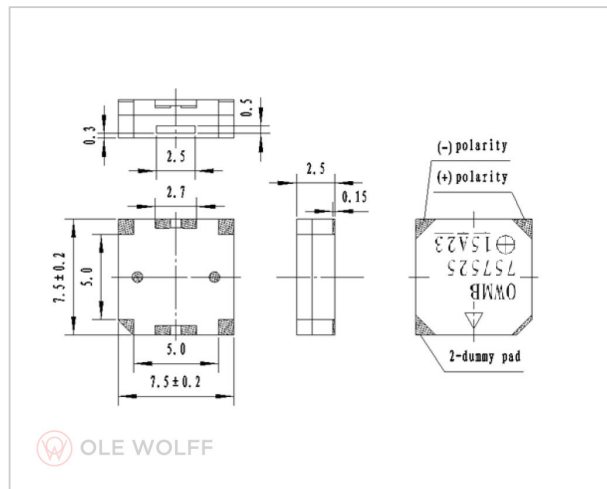 0.3
0.5
2.5
2.7
2.5
0.15
7.5±0.2
5.0
5.0
7.5±0.2
(-)polarity
(+)polarity
⊕15A23
757525
OWMB
2-dummy pad
OLE WOLFF